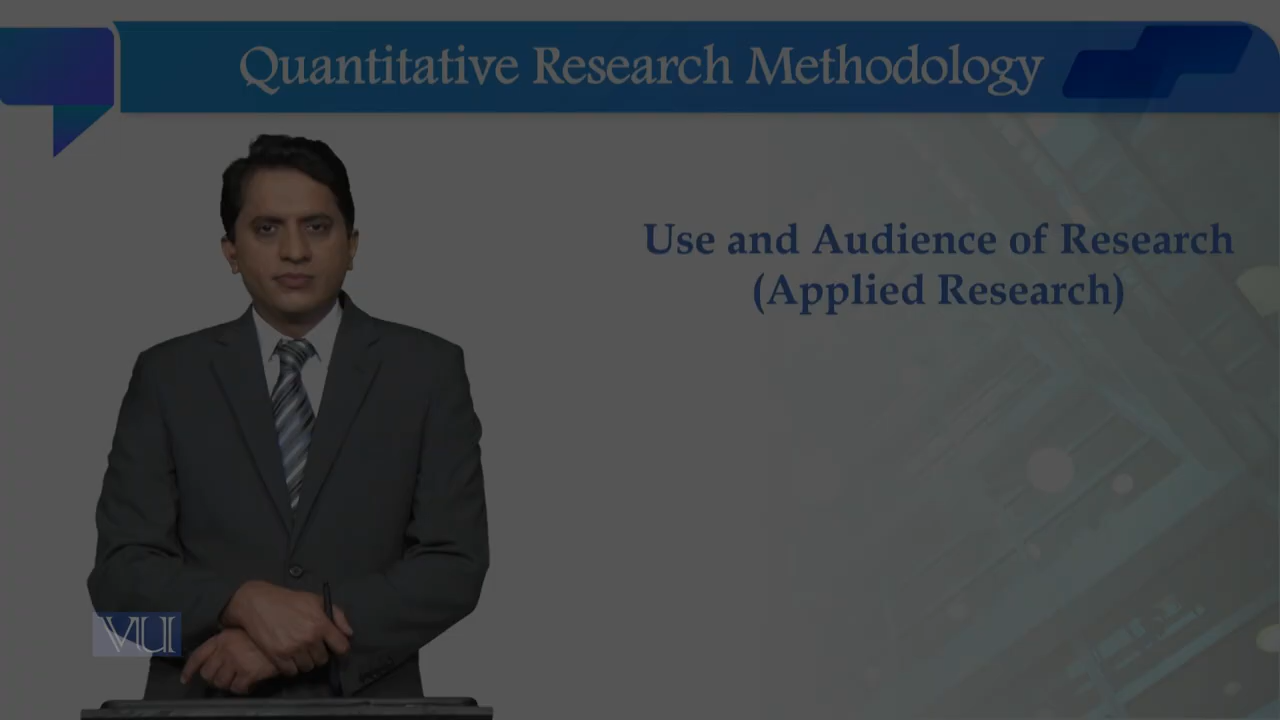 Quantitative Research Methodology
Use and Audience of Research
(Applied Research)
VU